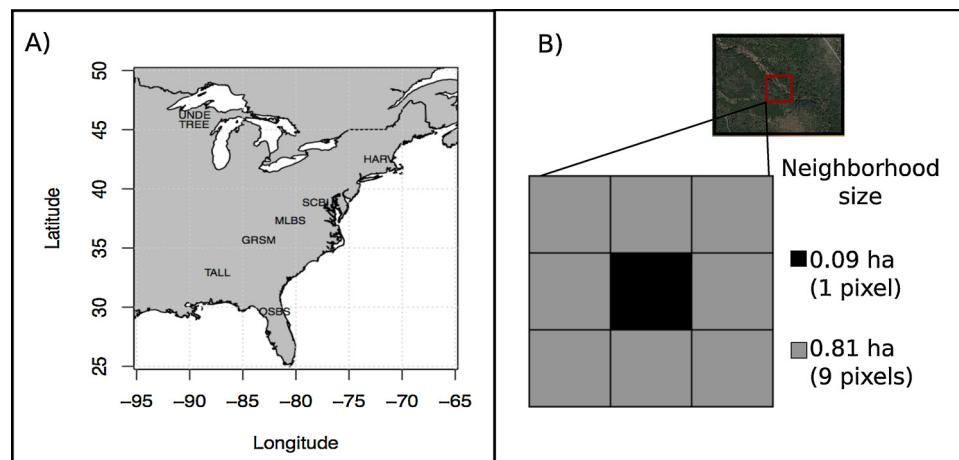 A)
50
45
40
35
30
25
Latitude
UNDE
TREE
HARV
SCBI
MLBS
GRSM
TALL
OSBS
−95 −90 −85 −80 −75 −70 −65
Longitude
B)
Neighborhood
size
0.09 ha
(1 pixel)
0.81 ha
(9 pixels)